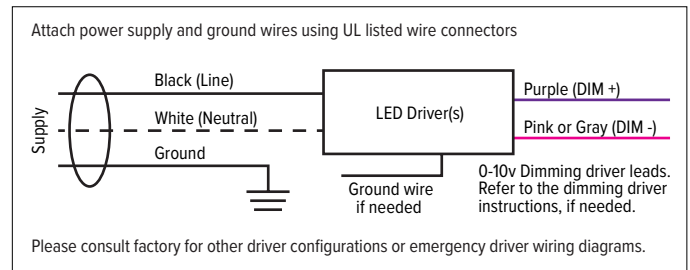 Attach power supply and ground wires using UL listed wire connectors
Supply
Black (Line)
White (Neutral)
Ground
LED Driver(s)
Ground wire
if needed
Purple (DIM +)
Pink or Gray (DIM -)
0-10v Dimming driver leads.
Refer to the dimming driver
instructions, if needed.
Please consult factory for other driver configurations or emergency driver wiring diagrams.